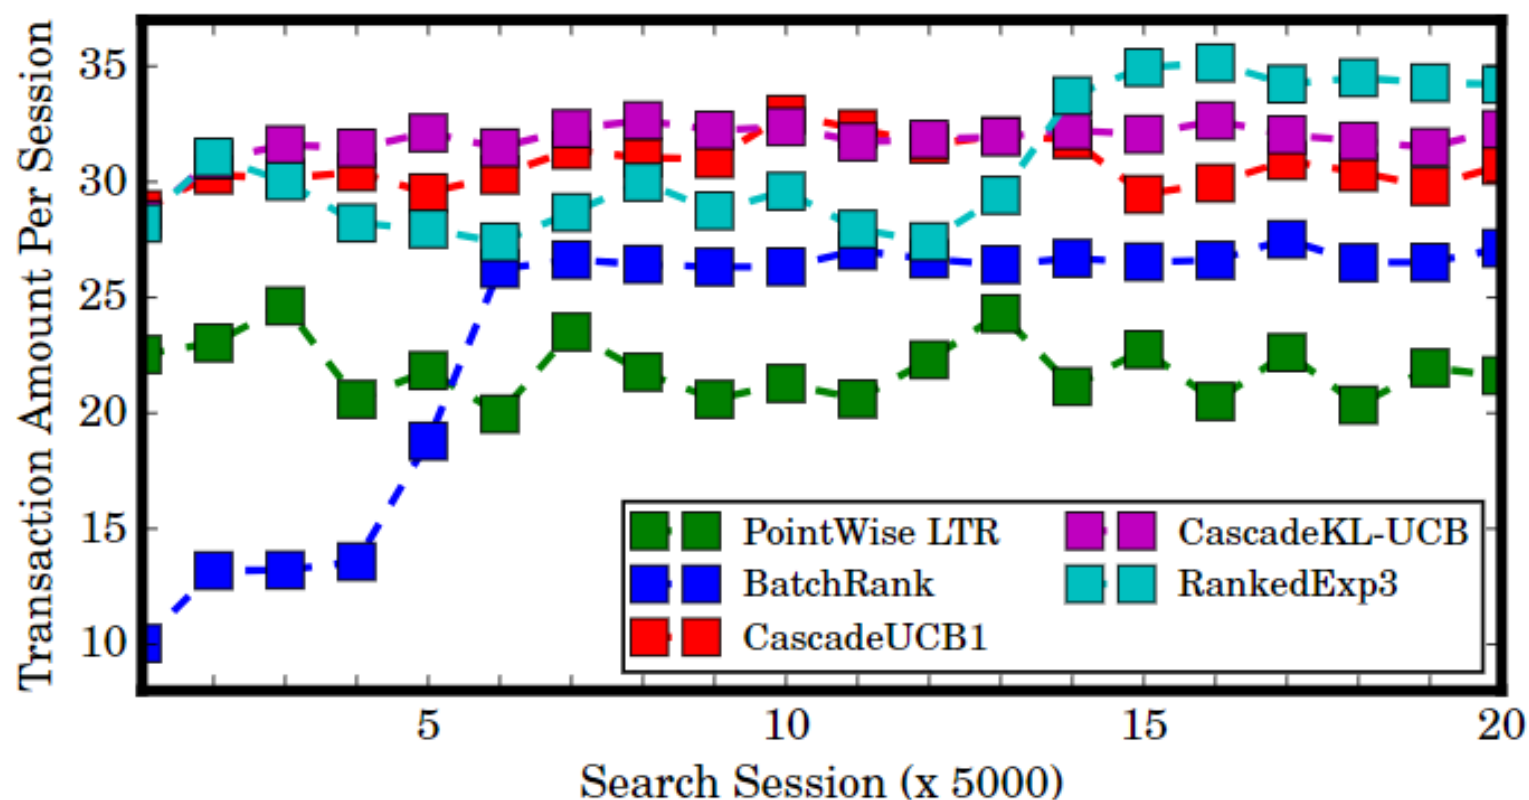 Transaction Amount Per Session
35
30
25
20
15
10
PointWise LTR
BatchRank
CascadeUCB1
CascadeKL-UCB
RankedExp3
5 10 15 20
Search Session (x 5000)